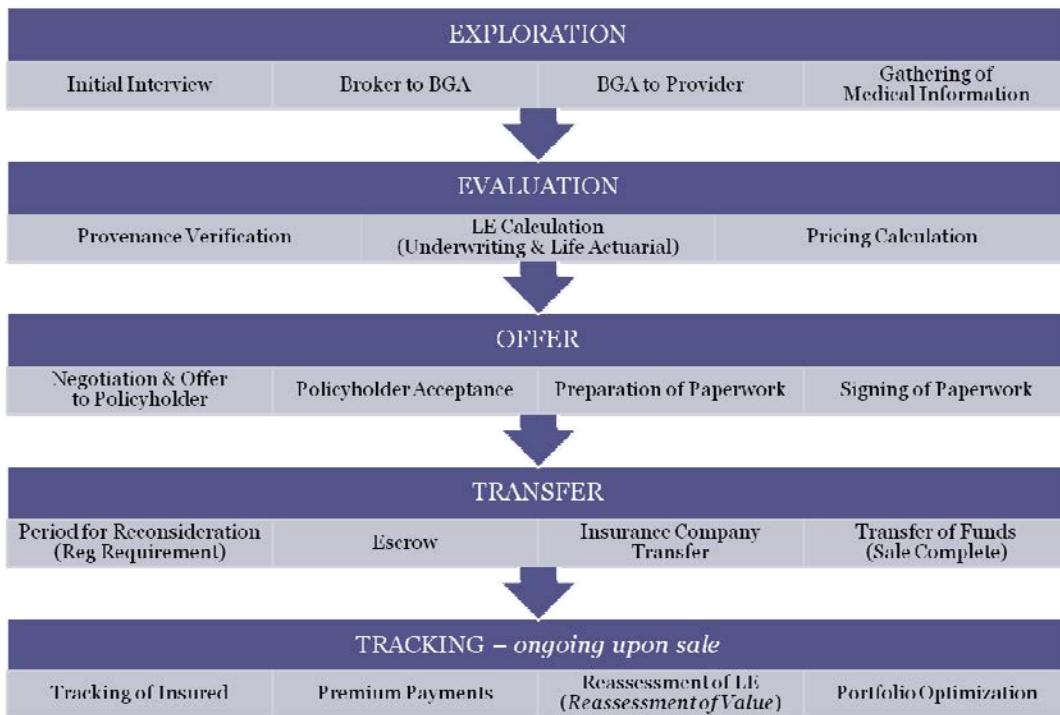 EXPLORATION
Initial Interview
Broker to BGA
BGA to Provider
Gathering of
Medical Information
EVALUATION
Provenance Verification
LE Calculation
(Underwriting & Life Actuarial)
Pricing Calculation
OFFER
Negotiation & Offer
to Policyholder
Policyholder Acceptance
Preparation of Paperwork
Signing of Paperwork
TRANSFER
Period for Reconsideration
(Reg Requirement)
Escrow
Insurance Company
Transfer
Transfer of Funds
(Sale Complete)
TRACKING – ongoing upon sale
Tracking of Insured
Premium Payments
Reassessment of LE
(Reassessment of Value)
Portfolio Optimization